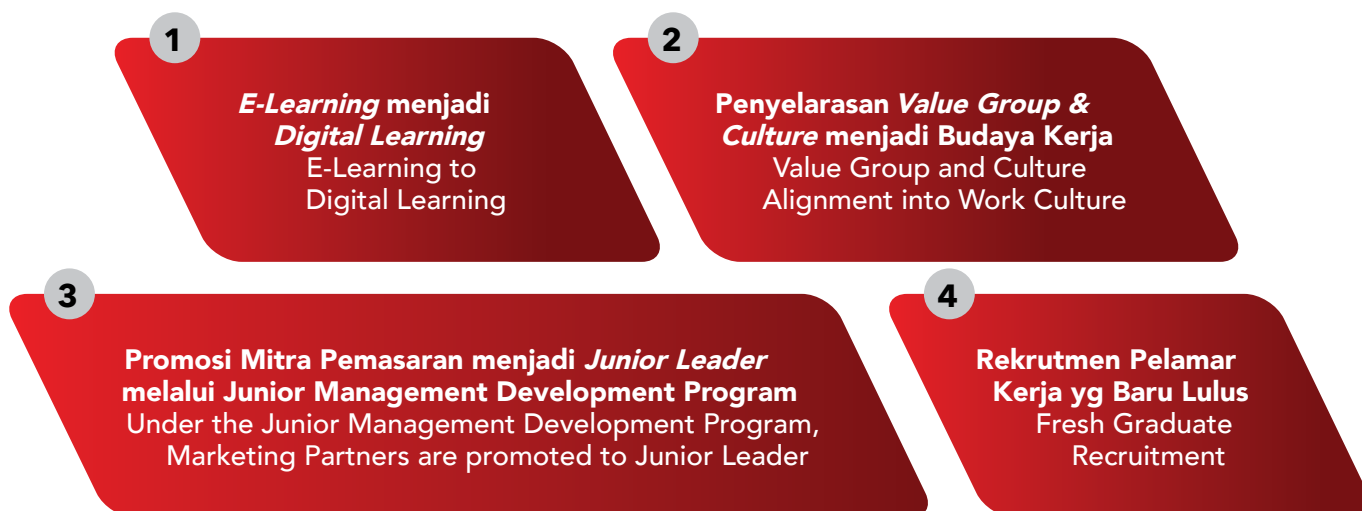 1
E-Learning menjadi
Digital Learning
E-Learning to
Digital Learning
2
Penyelarasan Value Group &
Culture menjadi Budaya Kerja
Value Group and Culture
Alignment into Work Culture
3
Promosi Mitra Pemasaran menjadi Junior Leader
melalui Junior Management Development Program
Under the Junior Management Development Program,
Marketing Partners are promoted to Junior Leader
4
Rekrutmen Pelamar
Kerja yg Baru Lulus
Fresh Graduate
Recruitment